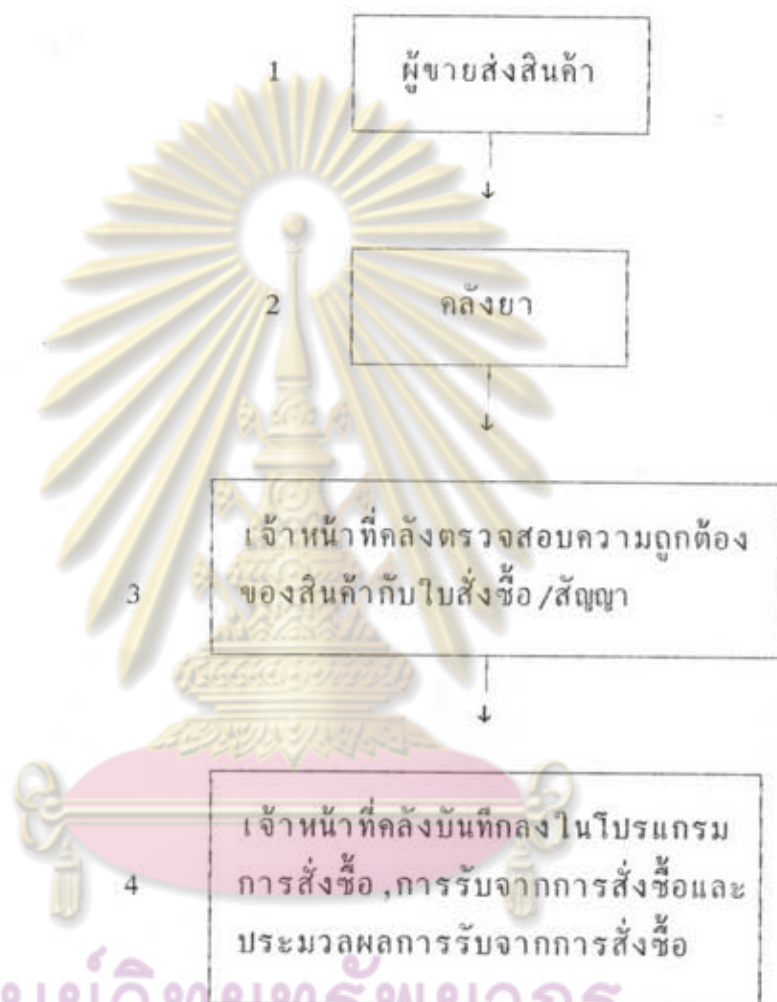 1
ผู้ขายส่งสินค้า
2
คลังยา
3
เจ้าหน้าที่คลังตรวจสอบความถูกต้อง
ของสินค้ากับใบสั่งซื้อ/สัญญา
4
เจ้าหน้าที่คลังบันทึกลงในโปรแกรม
การสั่งซื้อ,การรับจากการสั่งซื้อและ
ประมวลผลการรับจากการสั่งซื้อ